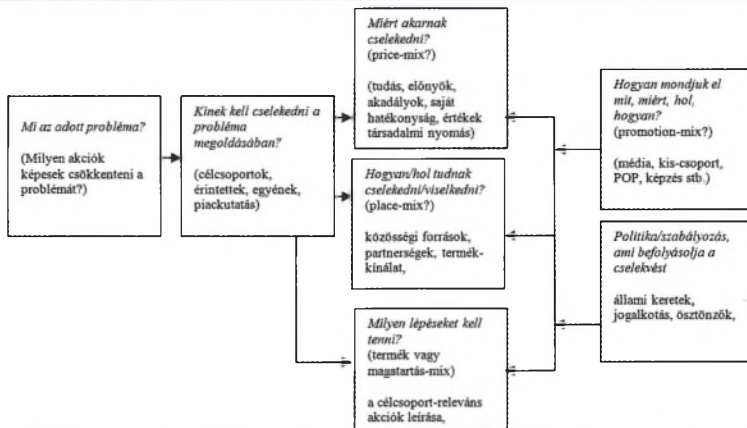 Mi az adott probléma?
(Milyen akciók
képesek csökkenteni a
problémát?)
Kinek kell cselekedni a
probléma
megoldásában?
(célcsoportok,
érintettek, egyének,
piackutatás)
Miért akarnak
cselekedni?
(price-mix?)
(tudás, előnyök,
akadályok, saját
hatékonyság, értékek
társadalmi nyomás)
Hogyan/hol tudnak
cselekedni/viselkedni?
(place-mix?)
közösségi források,
partnerségek, termék-
kínálat,
Milyen lépéseket kell
tenni?
(termék vagy
magatartás-mix)
a célcsoport-releváns
akciók leírása,
Hogyan mondjuk el
mit, miért, hol,
hogyan?
(promotion-mix?)
(média, kis-csoport,
POP, képzés stb.)
Politika/szabályozás,
ami befolyásolja a
cselekvést
állami keretek,
jogalkotás, ösztönzők,